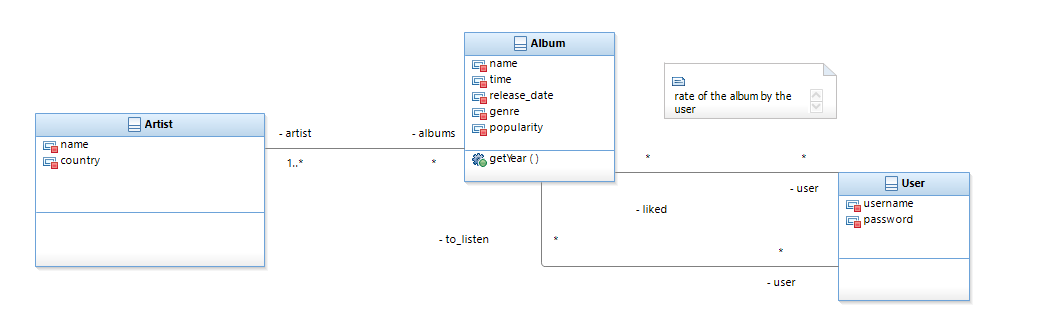 Album
name
time
release_date
genre
popularity
getYear ( )
rate of the album by the
user
Artist
name
country
- artist
- albums
1..*
*
*
*
- user
- liked
User
username
password
- to_listen
*
*
- user